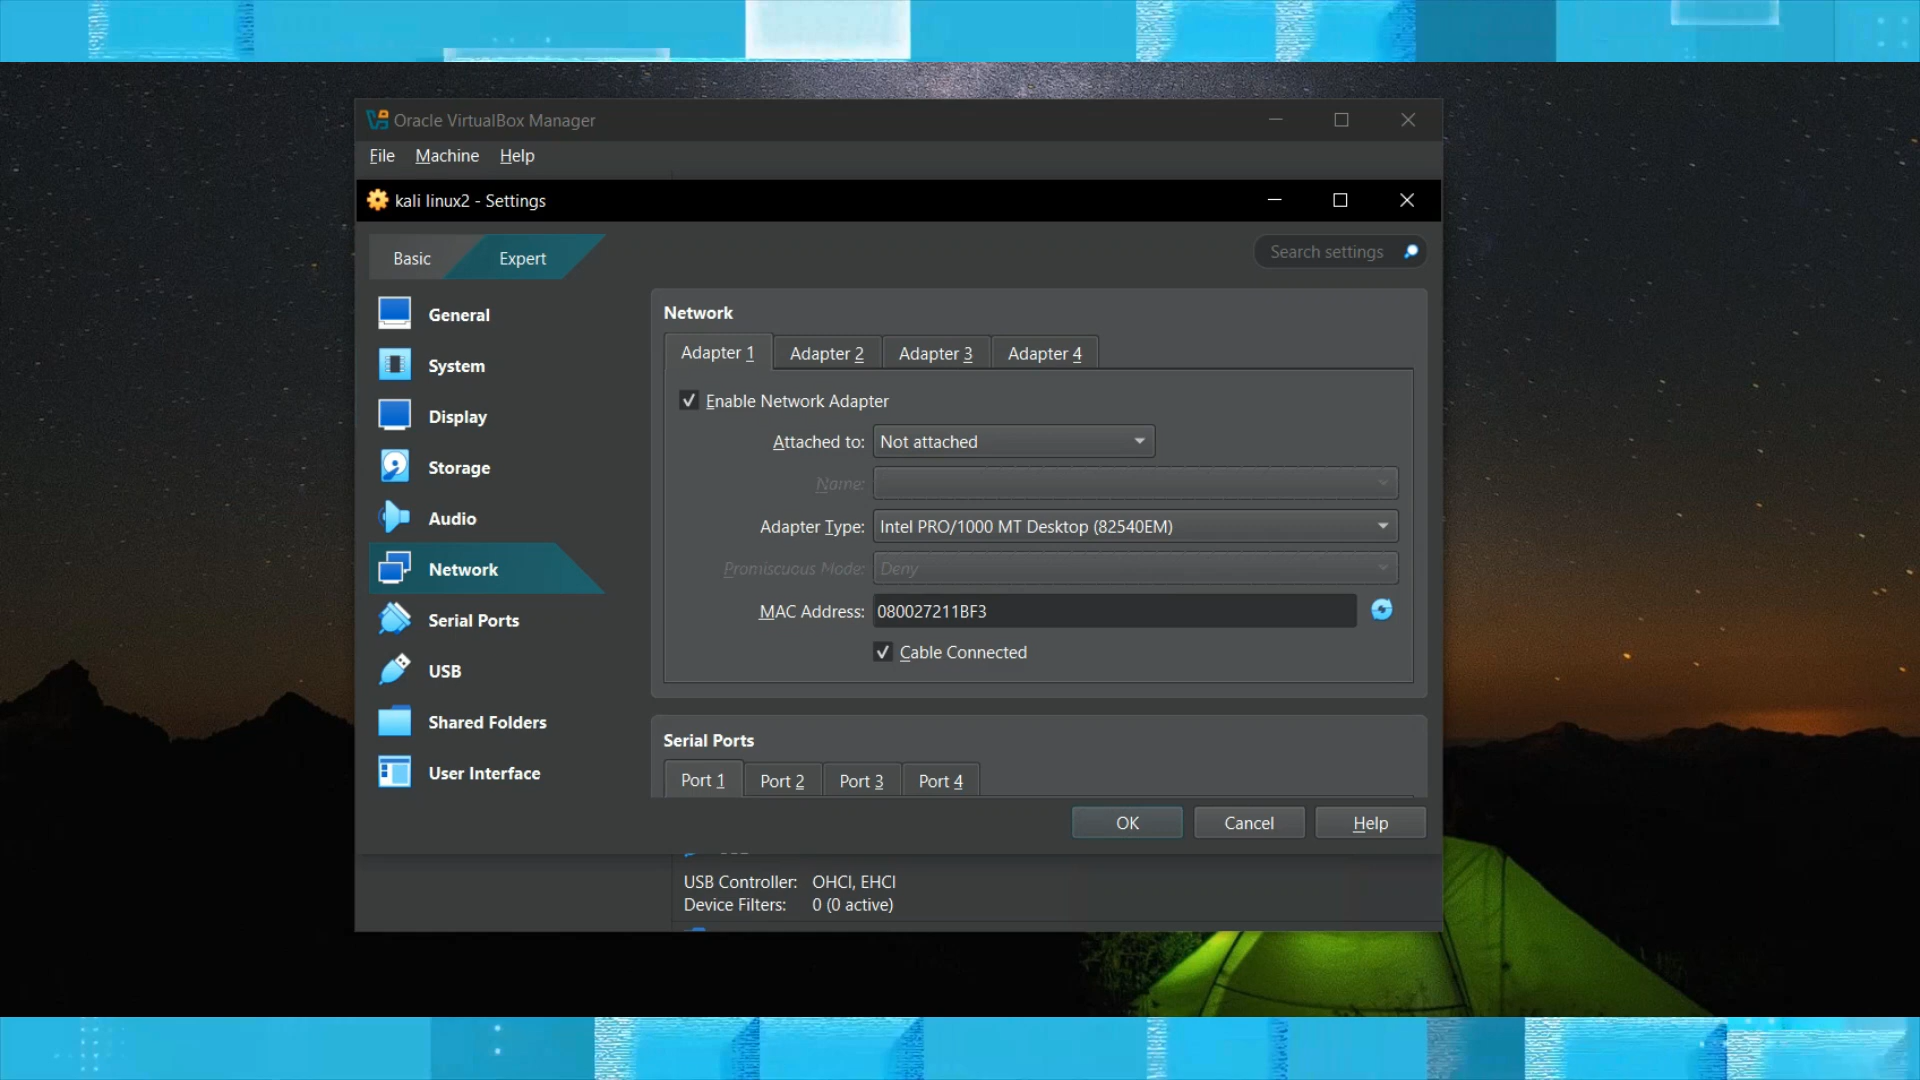 Oracle VirtualBox Manager
File Machine Help
kali linux2 - Settings
Basic Expert
Search settings
General
System
Display
Storage
Audio
Network
Serial Ports
USB
Shared Folders
User Interface
Network
Adapter 1 Adapter 2 Adapter 3 Adapter 4
Enable Network Adapter
Attached to: Not attached
Name:
Adapter Type: Intel PRO/1000 MT Desktop (82540EM)
Promiscuous Mode: Deny
MAC Address: 080027211BF3
Cable Connected
Serial Ports
Port 1 Port 2 Port 3 Port 4
OK Cancel Help
USB Controller: OHCI, EHCI
Device Filters: 0 (0 active)